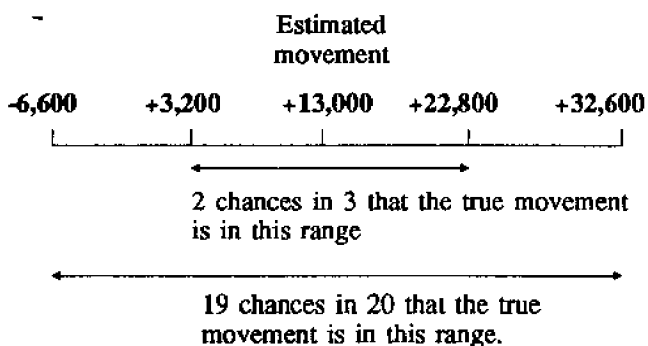 Estimated
movement
-6,600 +3,200 +13,000 +22,800 +32,600
2 chances in 3 that the true movement
is in this range
19 chances in 20 that the true
movement is in this range.